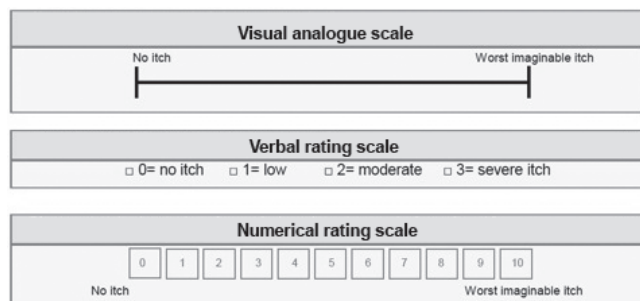 Visual analogue scale
No itch Worst imaginable itch
Verbal rating scale
□ 0= no itch □ 1= low □ 2= moderate □ 3= severe itch
Numerical rating scale
0 1 2 3 4 5 6 7 8 9 10
No itch Worst imaginable itch